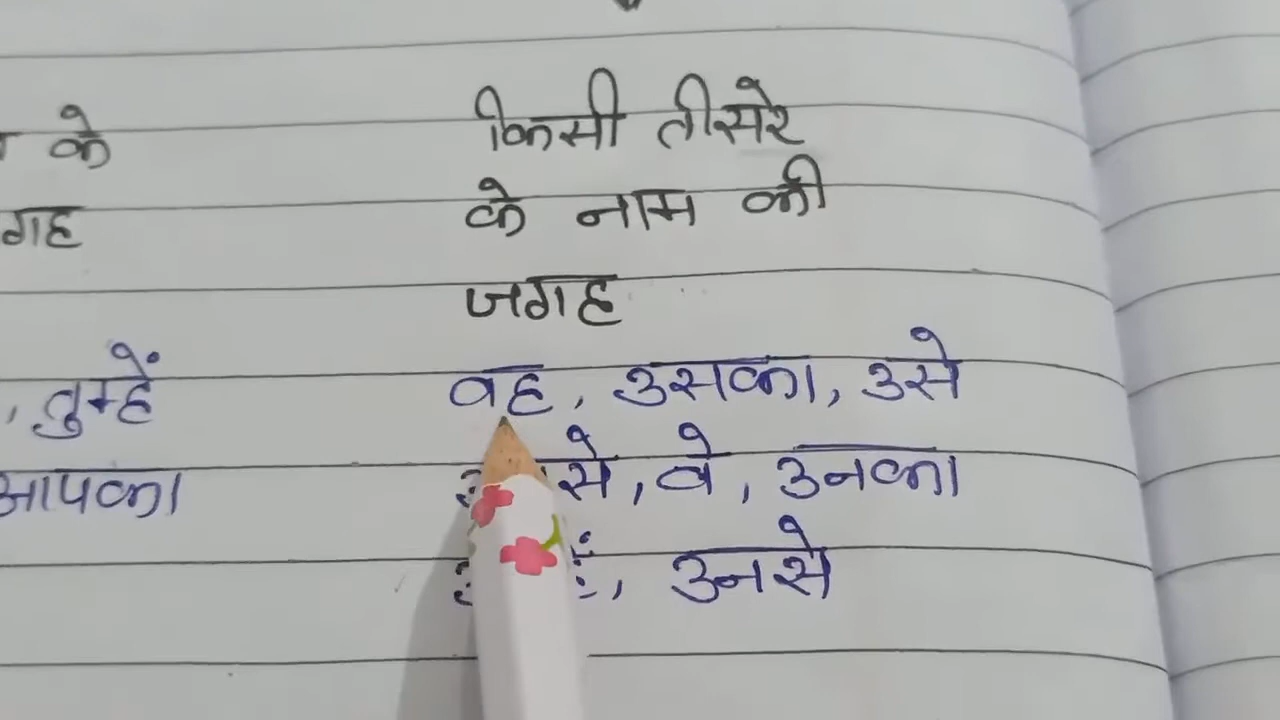 के
गह
, तुम्हें
आपका
किसी तीसरे
के नाम की
जगह
वह, उसका, उसे
से, वे, उनका
, उनसे